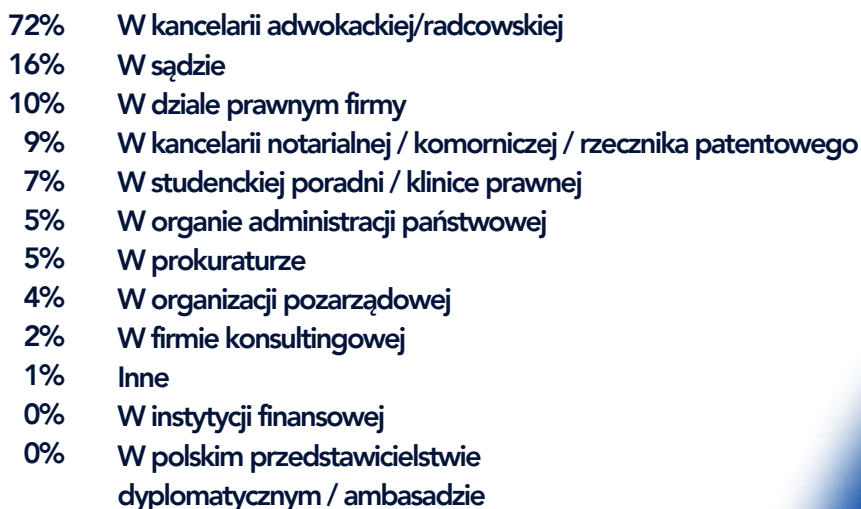 72% W kancelarii adwokackiej/radcowskiej
16% W sądzie
10% W dziale prawnym firmy
9% W kancelarii notarialnej / komorniczej / rzecznika patentowego
7% W studenckiej poradni / klinice prawnej
5% W organie administracji państwowej
5% W prokuraturze
4% W organizacji pozarządowej
2% W firmie konsultingowej
1% Inne
0% W instytycji finansowej
0% W polskim przedstawicielstwie
dyplomatycznym / ambasadzie